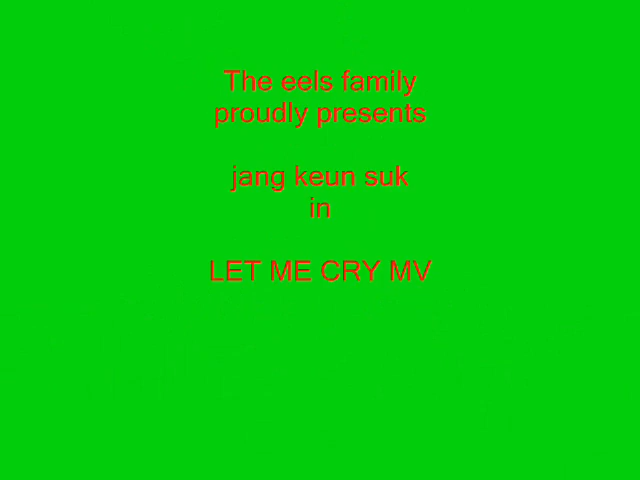 The eels family
proudly presents
jang keun suk
in
LET ME CRY MV